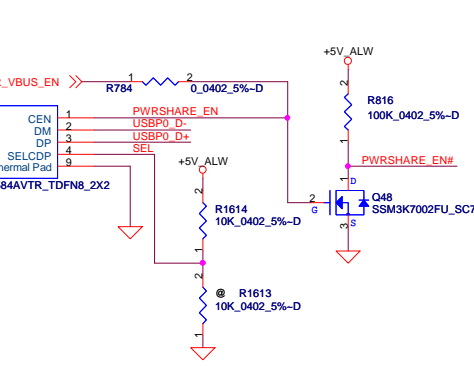 +5V_ALW
_VBUS_EN
1
2
R784
0_0402_5%~D
2
R816
100K_0402_5%~D
1
CEN
1
PWRSHARE_EN
DM
2
USBP0_D-
DP
3
USBP0_D+
SELCDP
4
SEL
Thermal Pad
9
PWRSHARE_EN#
+5V_ALW
84AVTR_TDFN8_2X2
2
R1614
10K_0402_5%~D
1
1
D
2
G
Q48
SSM3K7002FU_SC7
3
S
2
@
R1613
10K_0402_5%~D
1